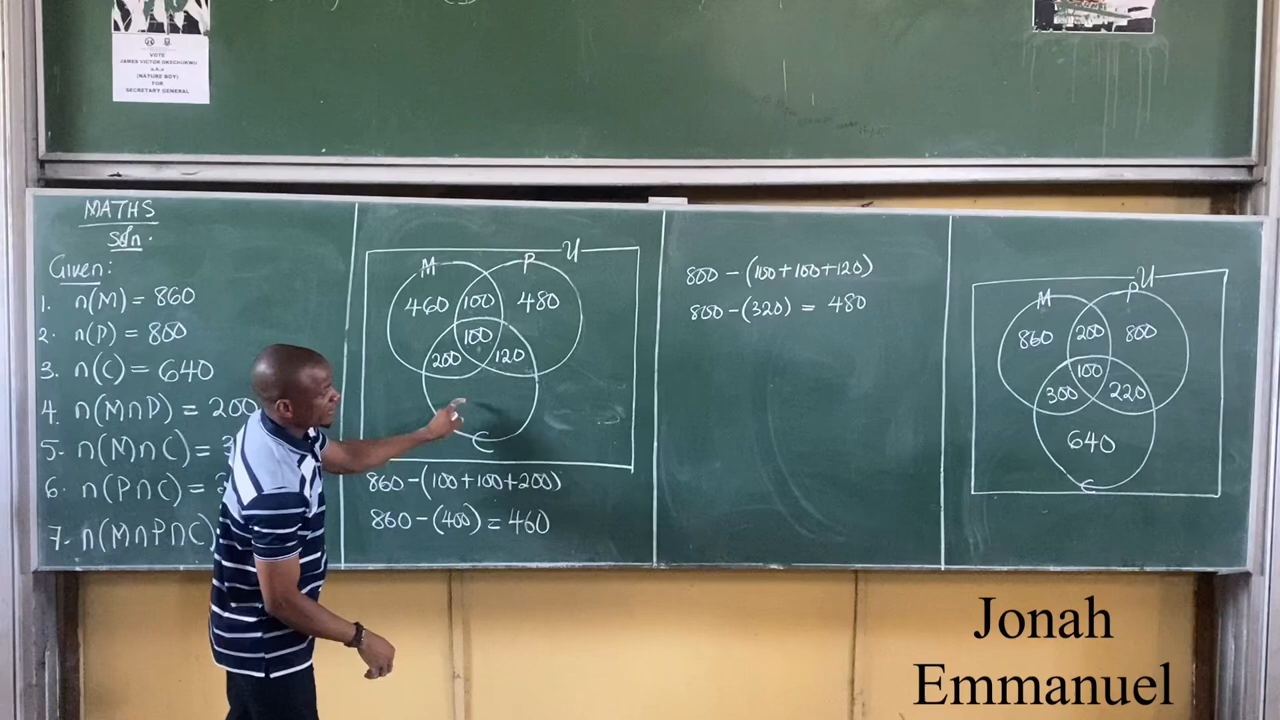 VOTE
JAMES VICTOR OKECHUKWU
a.k.a
(NATURE BOY)
FOR
SECRETARY GENERAL
MATHS
Soln.
Given:
1. n(M) = 860
2. n(P) = 800
3. n(C) = 640
4. n(M∩P) = 200
5. n(M∩C) = 3
6. n(P∩C) = 2
7. n(M∩P∩C)
U
M P
460 100 480
100
200 120
C
860 - (100+100+200)
860 - (400) = 460
800 - (100+100+120)
800 - (320) = 480
U
M P
860 200 800
100
300 220
640
C
Jonah
Emmanuel